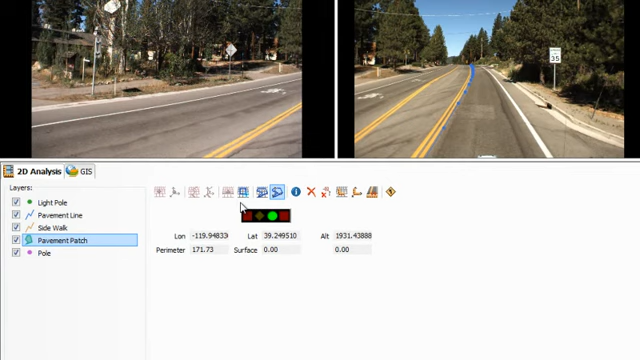 35
2D Analysis GIS
Layers:
Light Pole
Pavement Line
Side Walk
Pavement Patch
Pole
Lon -119.94833 Lat 39.249510 Alt 1931.43888
Perimeter 171.73 Surface 0.00 0.00